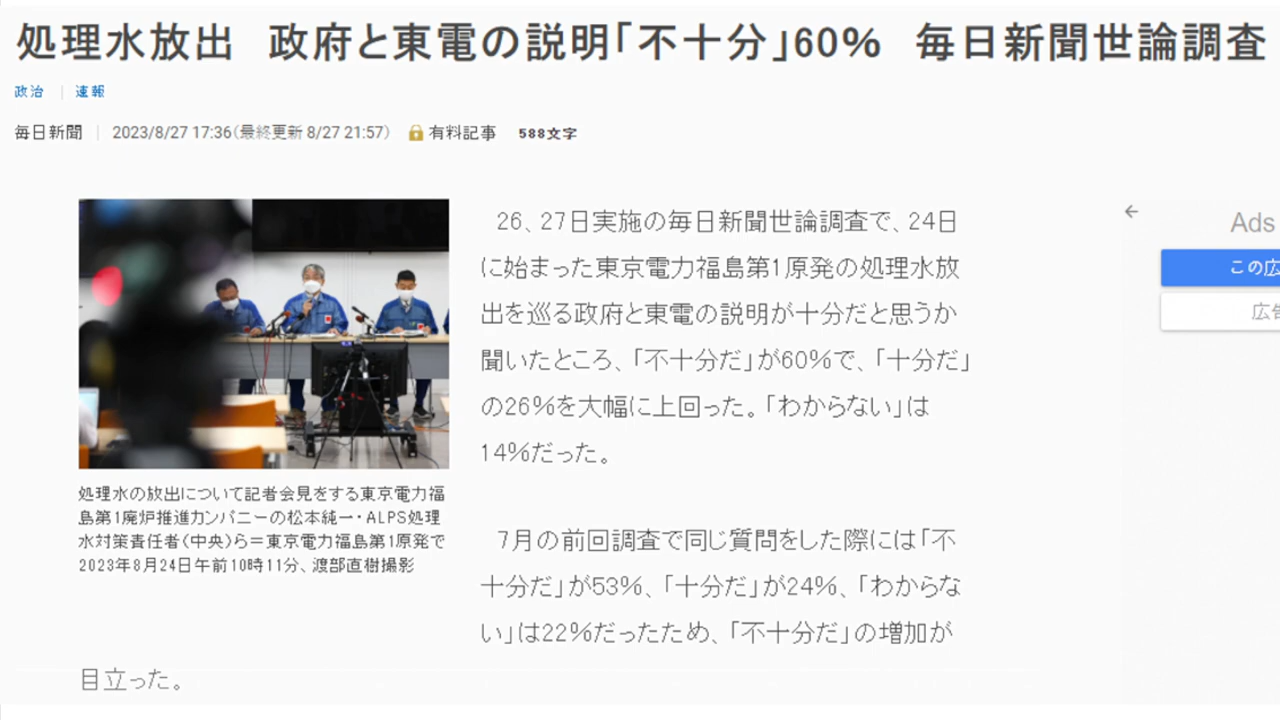 処理水放出　政府と東電の説明「不十分」60%　毎日新聞世論調査
政治 | 速報
毎日新聞 | 2023/8/27 17:36(最終更新 8/27 21:57) 有料記事 588文字
26、27日実施の毎日新聞世論調査で、24日
に始まった東京電力福島第1原発の処理水放
出を巡る政府と東電の説明が十分だと思うか
聞いたところ、「不十分だ」が60%で、「十分だ」
の26%を大幅に上回った。「わからない」は
14%だった。
7月の前回調査で同じ質問をした際には「不
十分だ」が53%、「十分だ」が24%、「わからな
い」は22%だったため、「不十分だ」の増加が
目立った。
処理水の放出について記者会見をする東京電力福
島第1廃炉推進カンパニーの松本純一・ALPS処理
水対策責任者(中央)ら=東京電力福島第1原発で
2023年8月24日午前10時11分、渡部直樹撮影
Ads
この広
広告